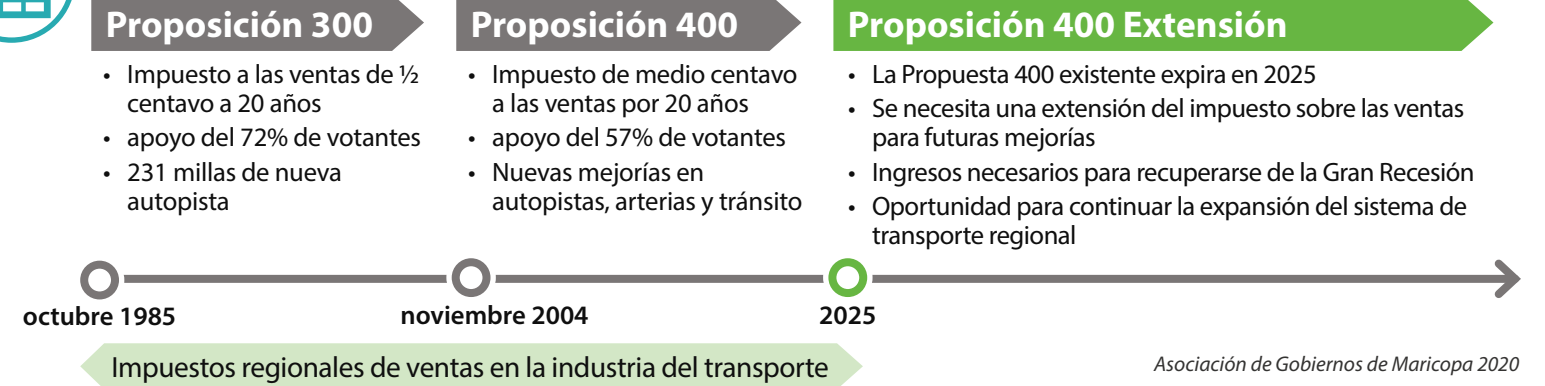 Proposición 300
• Impuesto a las ventas de ½
centavo a 20 años
• apoyo del 72% de votantes
• 231 millas de nueva
autopista
Proposición 400
• Impuesto de medio centavo
a las ventas por 20 años
• apoyo del 57% de votantes
• Nuevas mejorías en
autopistas, arterias y tránsito
Proposición 400 Extensión
• La Propuesta 400 existente expira en 2025
• Se necesita una extensión del impuesto sobre las ventas
para futuras mejorías
• Ingresos necesarios para recuperarse de la Gran Recesión
• Oportunidad para continuar la expansión del sistema de
transporte regional
octubre 1985
noviembre 2004
2025
Impuestos regionales de ventas en la industria del transporte
Asociación de Gobiernos de Maricopa 2020